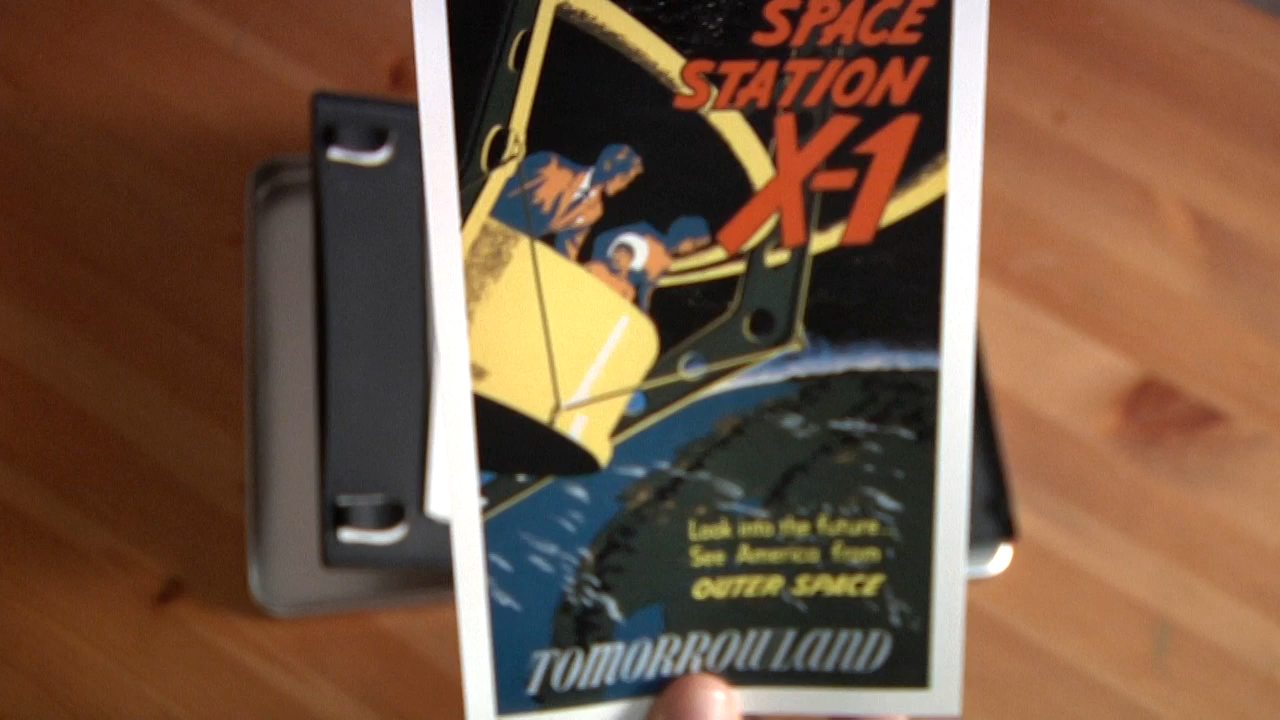 SPACE
STATION
X-1
Look into the future...
See America from
OUTER SPACE
TOMORROWLAND